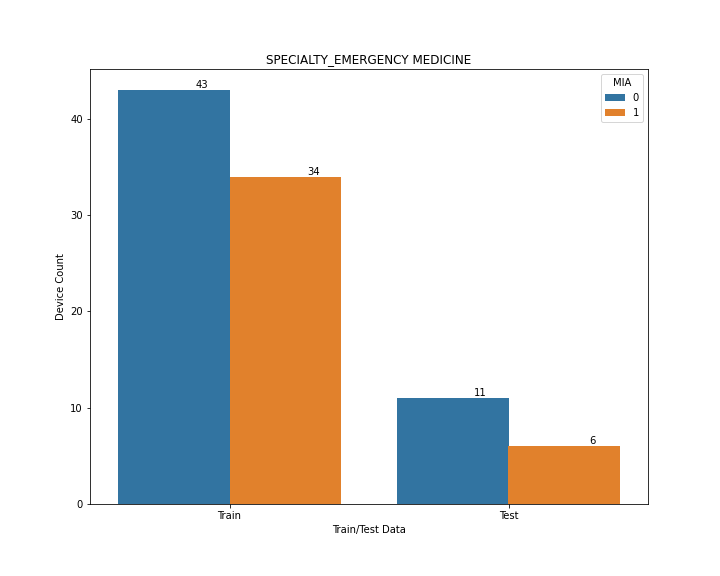 SPECIALTY_EMERGENCY MEDICINE
MIA
0
1
43
34
11
6
40
30
20
10
0
Device Count
Train
Test
Train/Test Data